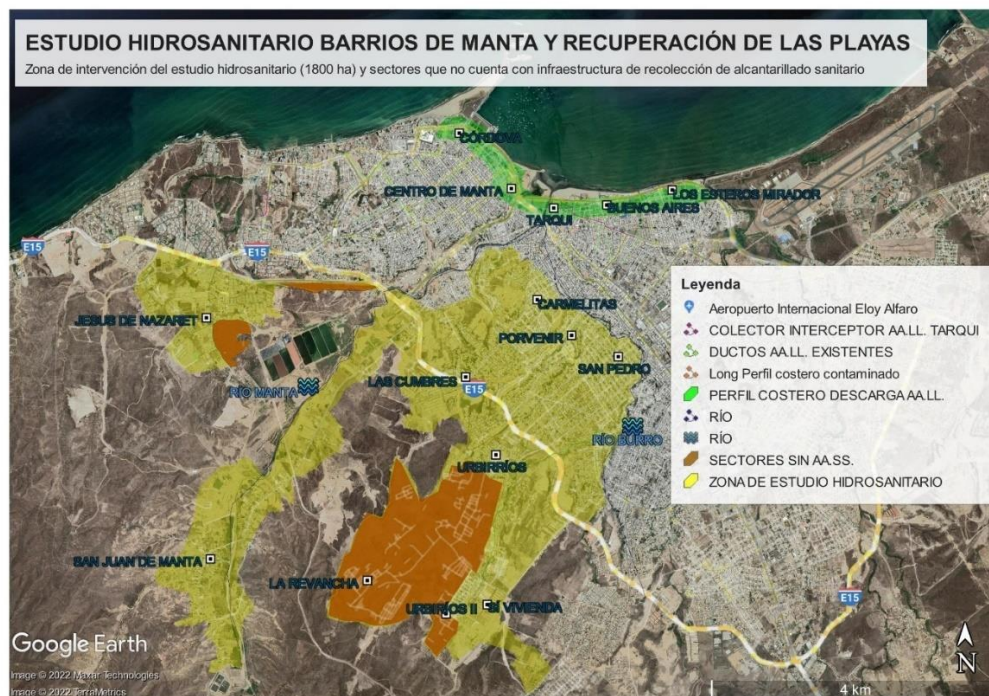 ESTUDIO HIDROSANITARIO BARRIOS DE MANTA Y RECUPERACIÓN DE LAS PLAYAS
Zona de intervención del estudio hidrosanitario (1800 ha) y sectores que no cuenta con infraestructura de recolección de alcantarillado sanitario
CÓRDOVA
CENTRO DE MANTA
LOS ESTEROS MIRADOR
BUENOS AIRES
TARQUI
E15
E15
CARMELITAS
JESUS DE NAZARET
PORVENIR
SAN PEDRO
LAS CUMBRES
E15
RÍO MANTA
RÍO BURRO
URBIRRÍOS
SAN JUAN DE MANTA
LA REVANCHA
URBIRIOS II
SÍ VIVIENDA
E15
Leyenda
Aeropuerto Internacional Eloy Alfaro
COLECTOR INTERCEPTOR AA.LL. TARQUI
DUCTOS AA.LL. EXISTENTES
Long Perfil costero contaminado
PERFIL COSTERO DESCARGA AA.LL.
RÍO
RÍO
SECTORES SIN AA.SS.
ZONA DE ESTUDIO HIDROSANITARIO
Google Earth
Image © 2022 Maxar Technologies
Image © 2022 TerraMetrics
4 km
N